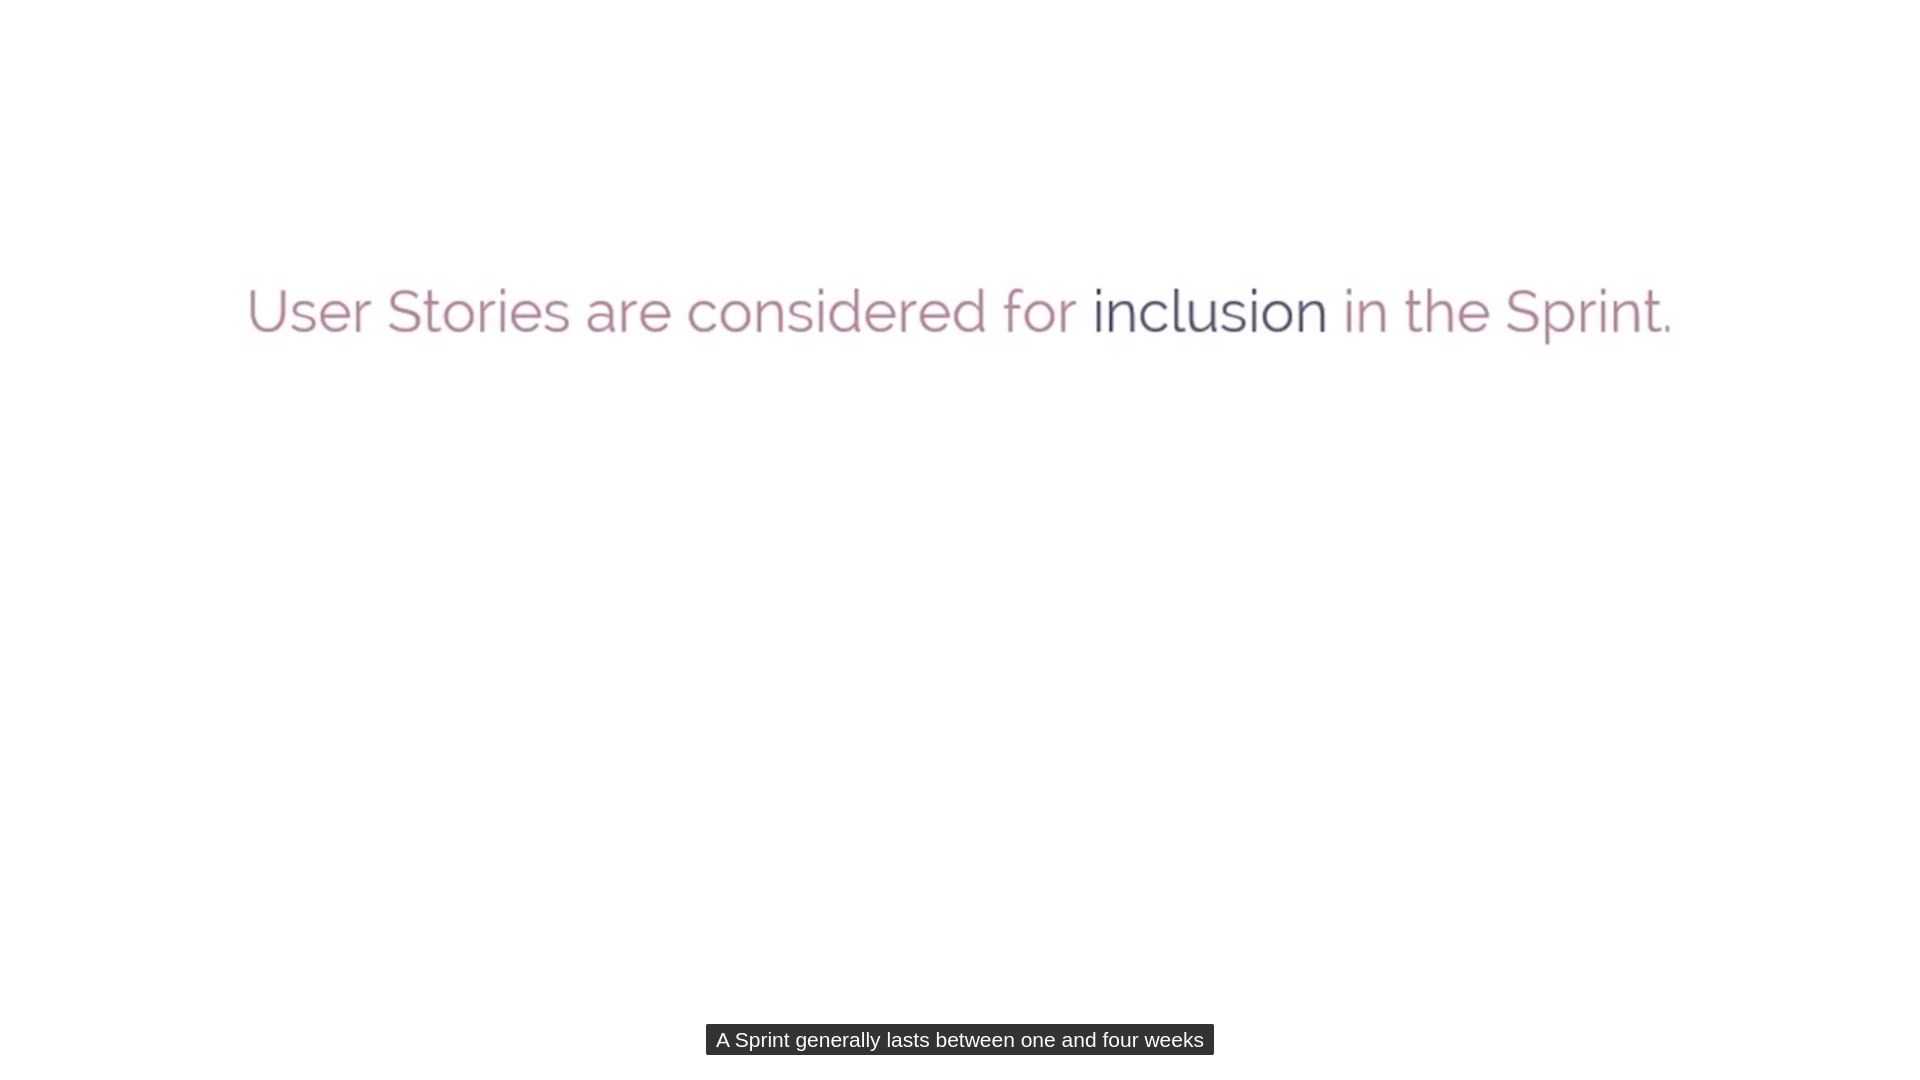 User Stories are considered for inclusion in the Sprint.
A Sprint generally lasts between one and four weeks